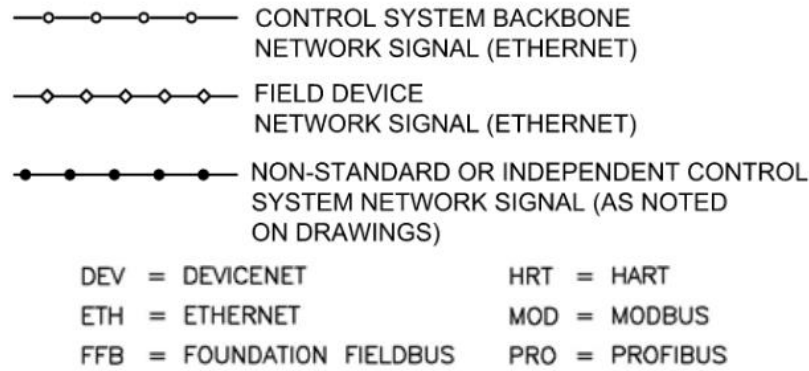 CONTROL SYSTEM BACKBONE
NETWORK SIGNAL (ETHERNET)
FIELD DEVICE
NETWORK SIGNAL (ETHERNET)
NON-STANDARD OR INDEPENDENT CONTROL
SYSTEM NETWORK SIGNAL (AS NOTED
ON DRAWINGS)
DEV = DEVICENET HRT = HART
ETH = ETHERNET MOD = MODBUS
FFB = FOUNDATION FIELDBUS PRO = PROFIBUS